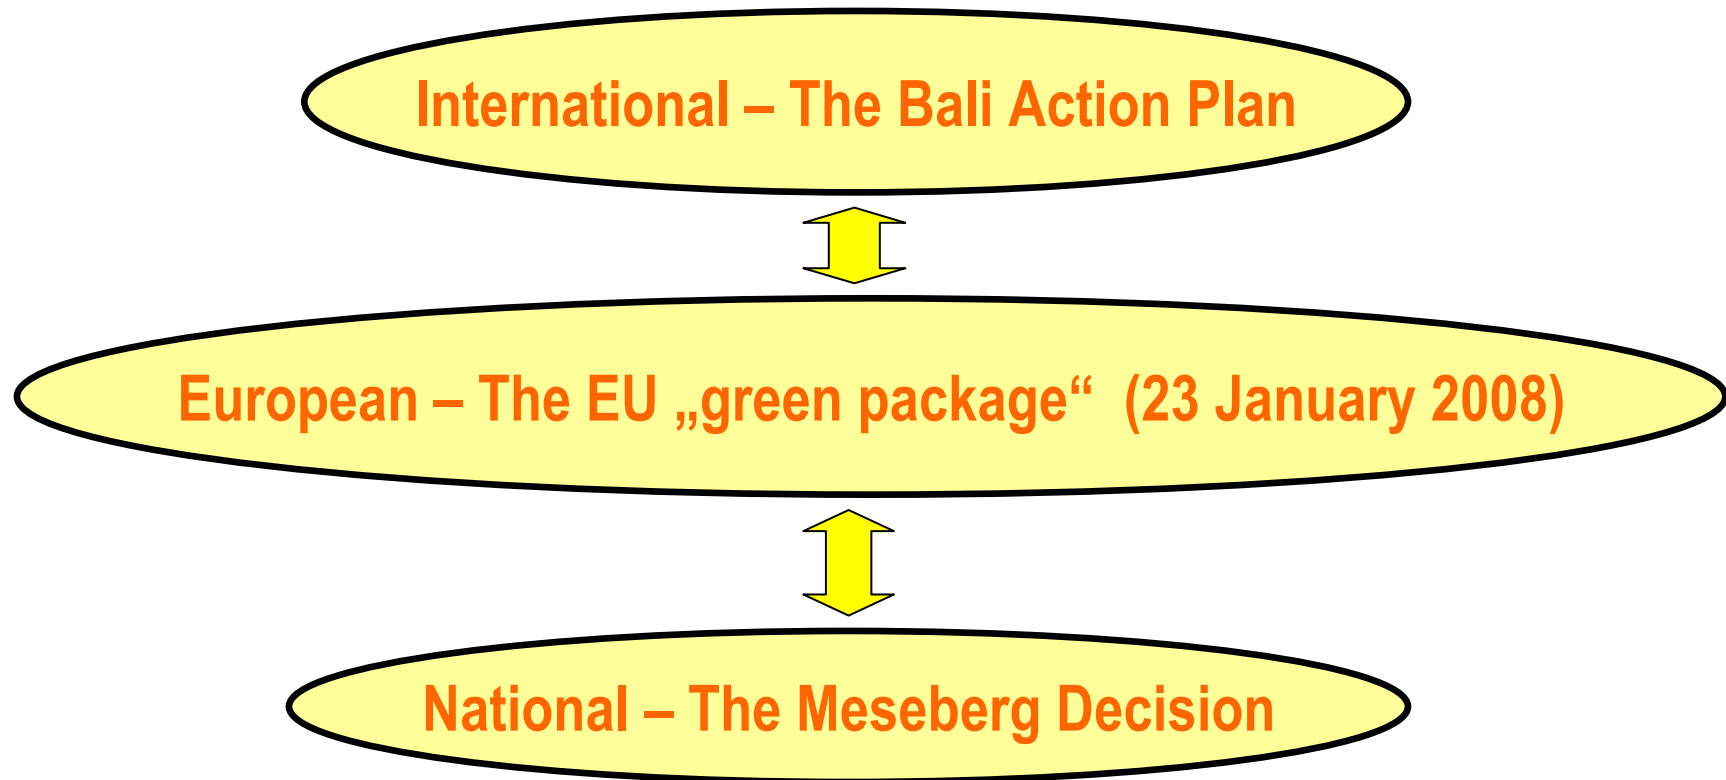 International – The Bali Action Plan
European – The EU „green package“ (23 January 2008)
National – The Meseberg Decision